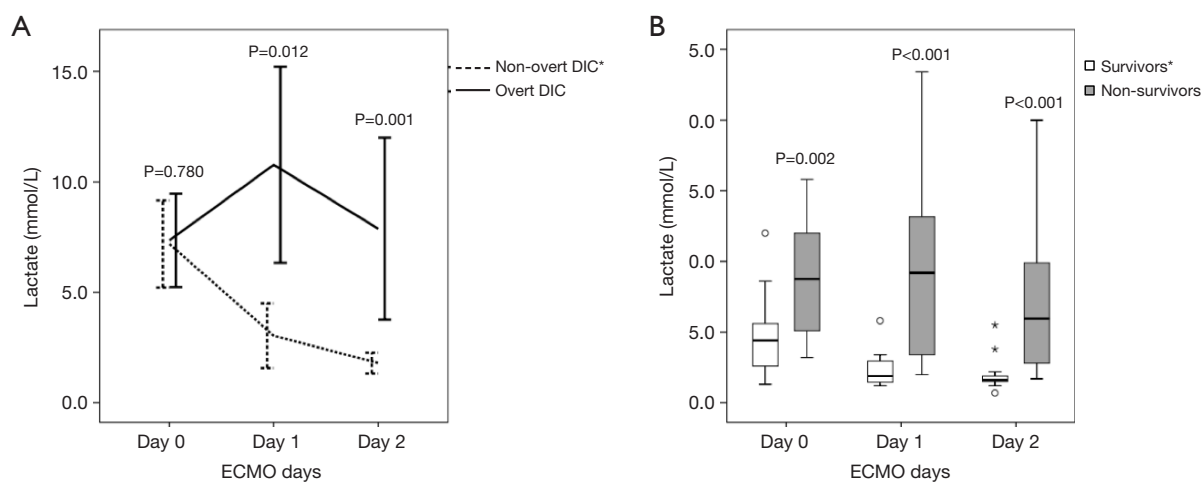 A
P=0.012
P=0.001
P=0.780
Non-overt DIC*
Overt DIC
Lactate (mmol/L)
15.0
10.0
5.0
0.0
Day 0 Day 1 Day 2
ECMO days
B
P<0.001
P<0.001
P=0.002
Survivors*
Non-survivors
Lactate (mmol/L)
5.0
0.0
5.0
0.0
5.0
0.0
Day 0 Day 1 Day 2
ECMO days